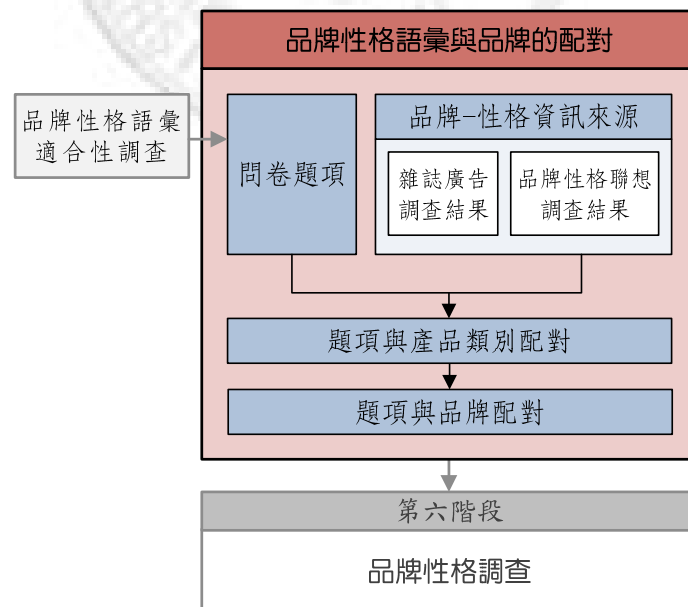 品牌性格語彙與品牌的配對
品牌性格語彙
適合性調查
問卷題項
品牌-性格資訊來源
雜誌廣告
調查結果
品牌性格聯想
調查結果
題項與產品類別配對
題項與品牌配對
第六階段
品牌性格調查